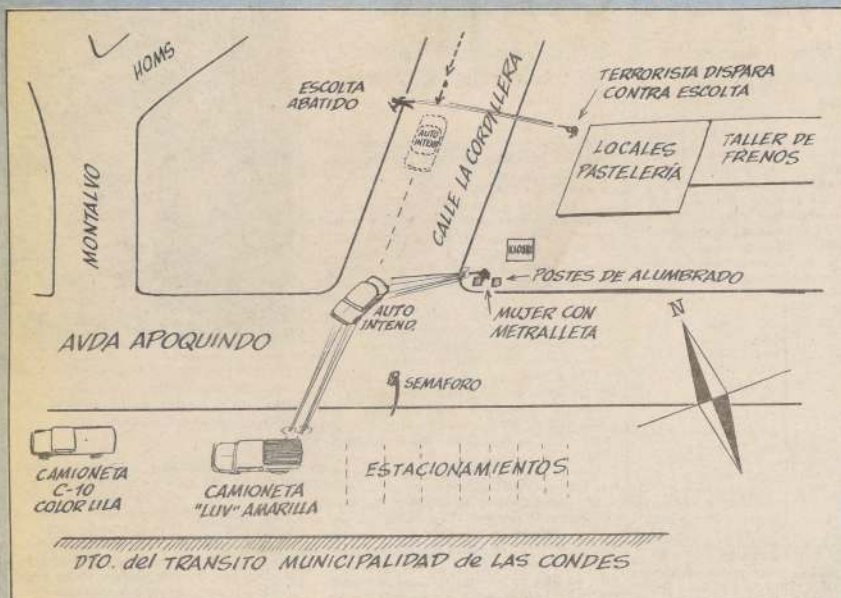 HOMS
MONTALVO
ESCOLTA
ABATIDO
AUTO
INTEND.
CALLE LA CORDILLERA
TERRORISTA DISPARA
CONTRA ESCOLTA
LOCALES
PASTELERÍA
TALLER DE
FRENOS
KIOSKO
POSTES DE ALUMBRADO
MUJER CON
METRALLETA
AUTO
INTEND.
AVDA APOQUINDO
N
SEMAFORO
CAMIONETA
C-10
COLOR LILA
CAMIONETA
"LUV" AMARILLA
ESTACIONAMIENTOS
DTO. del TRANSITO MUNICIPALIDAD de LAS CONDES